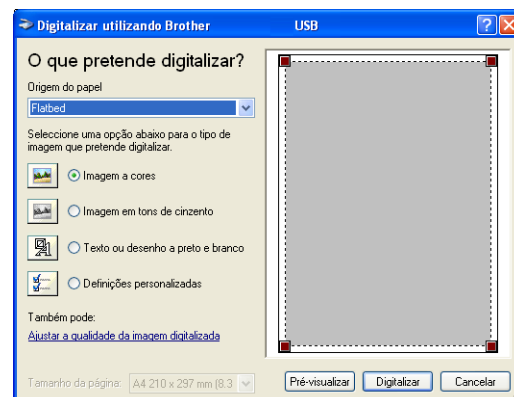 Digitalizar utilizando Brother USB
O que pretende digitalizar?
Origem do papel
Flatbed
Seleccione uma opção abaixo para o tipo de
imagem que pretende digitalizar.
Imagem a cores
Imagem em tons de cinzento
Texto ou desenho a preto e branco
Definições personalizadas
Também pode:
Ajustar a qualidade da imagem digitalizada
Tamanho da página: A4 210 x 297 mm (8.3
Pré-visualizar Digitalizar Cancelar